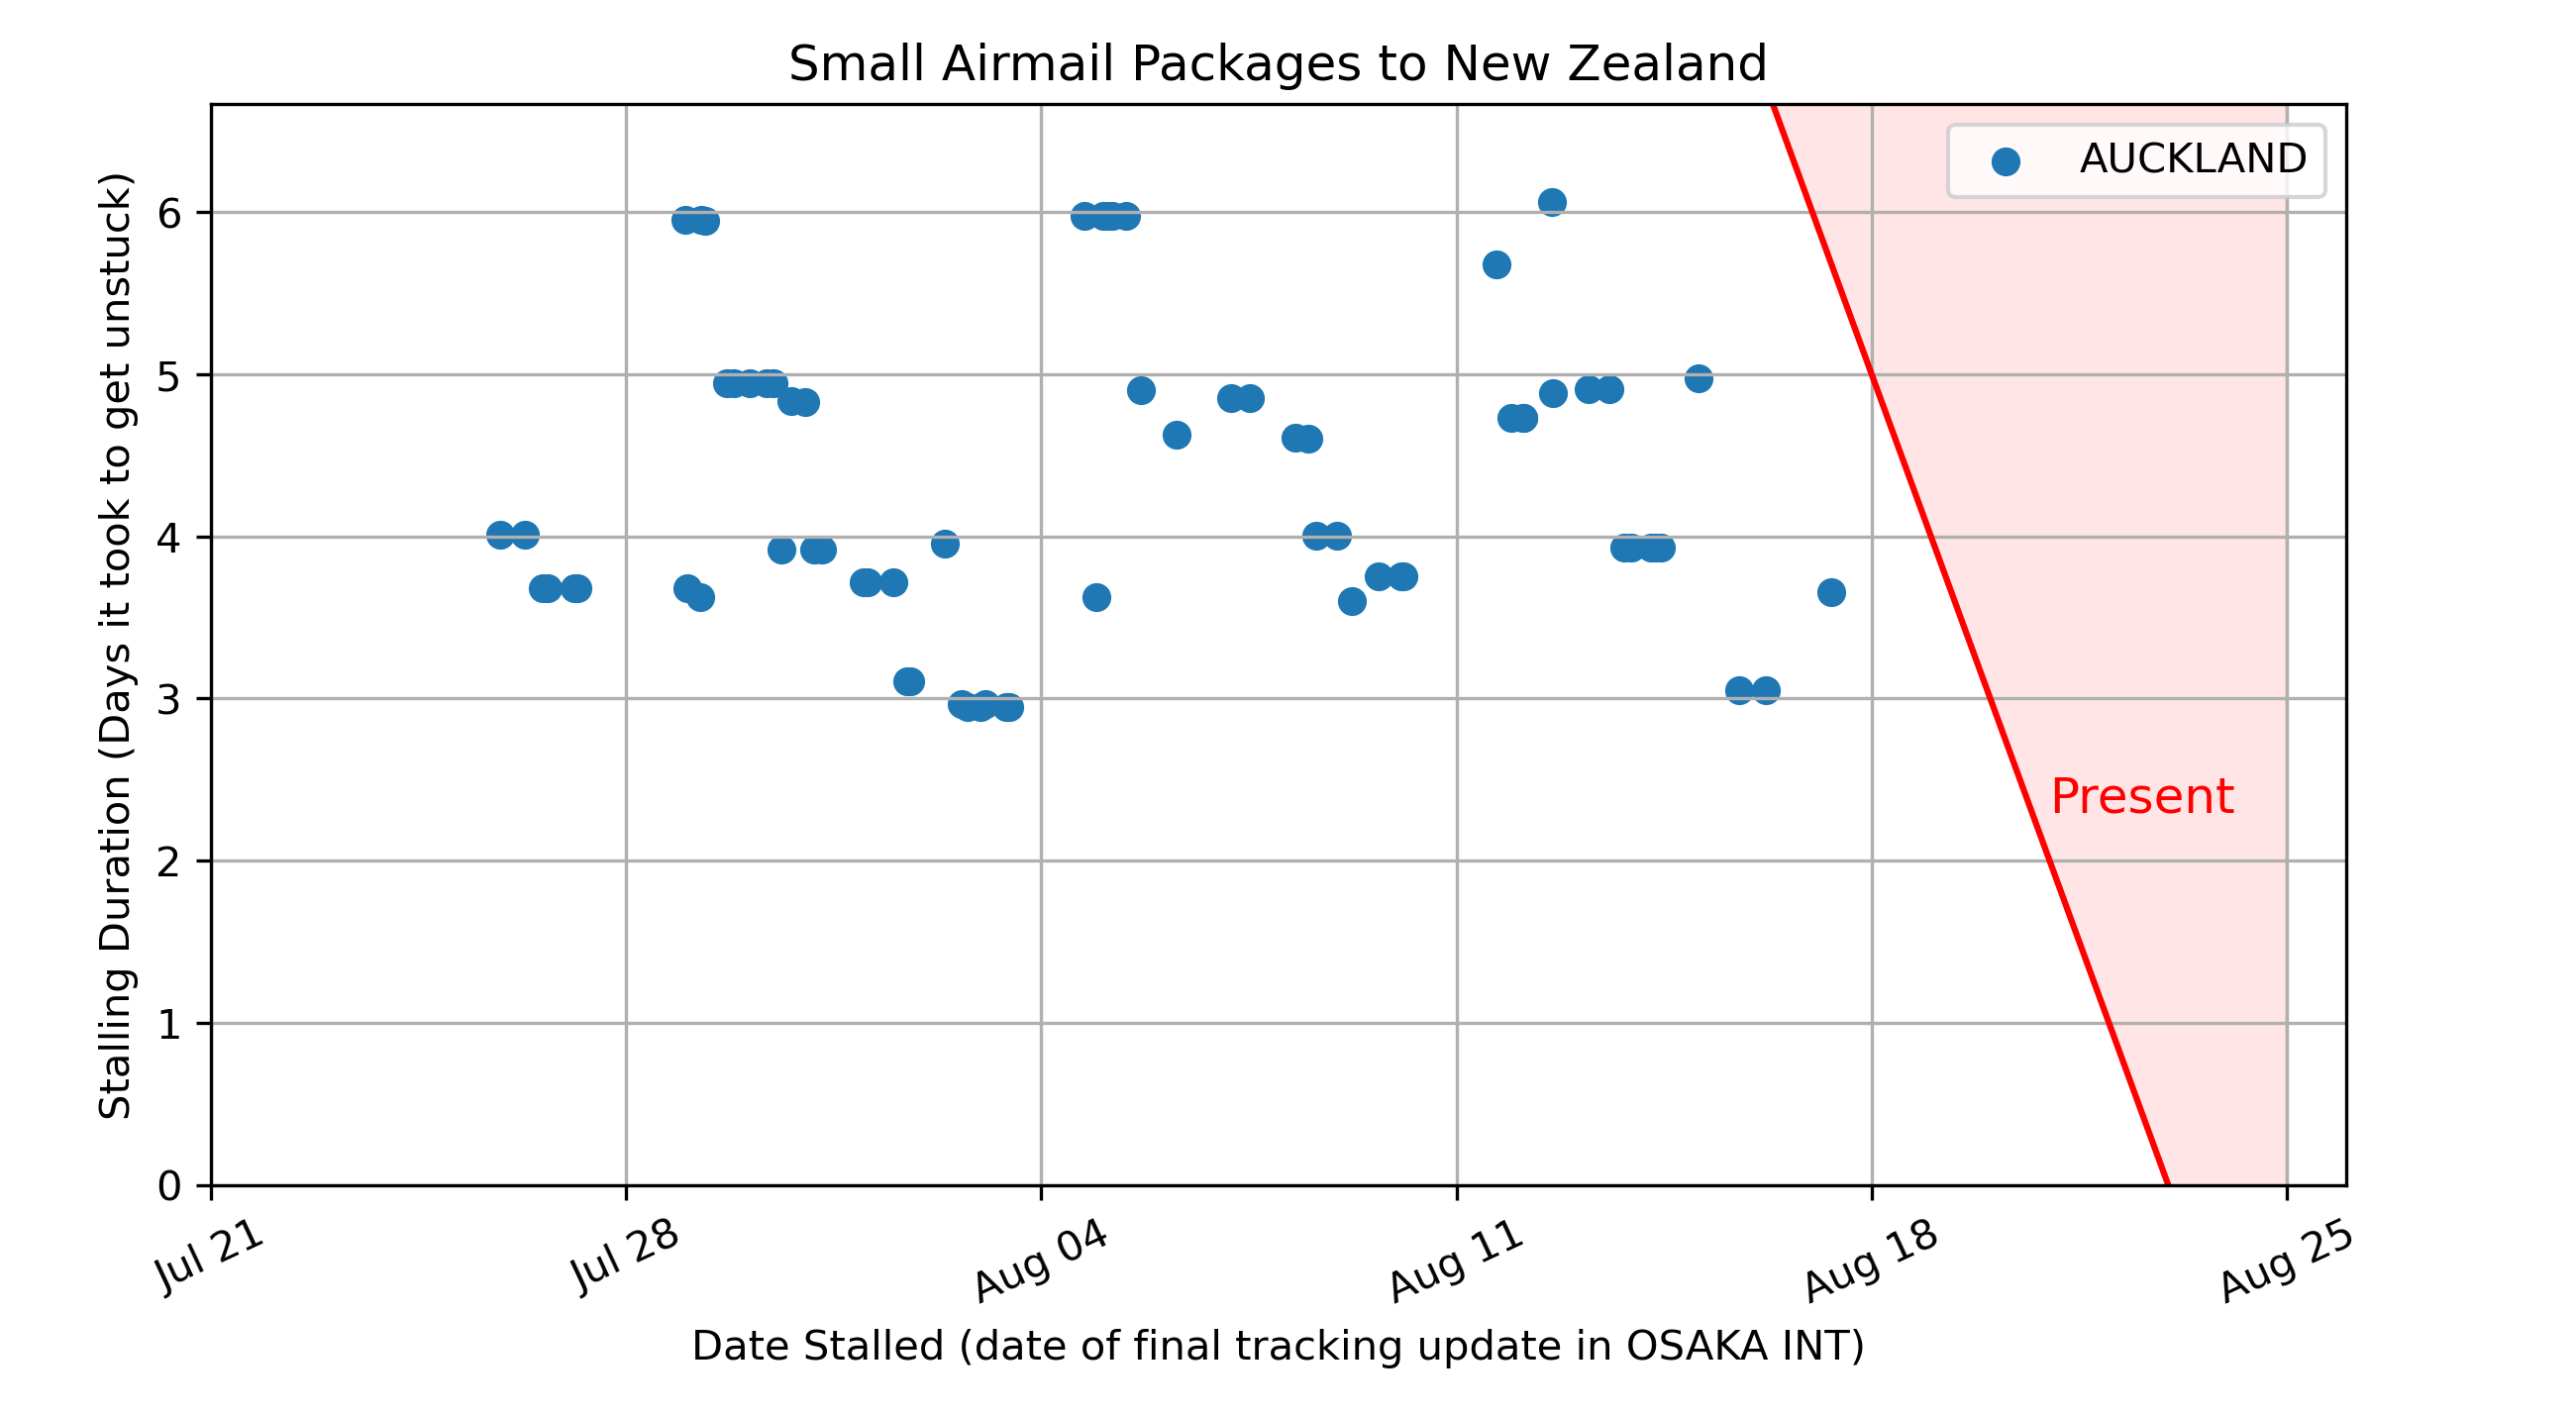 Small Airmail Packages to New Zealand
AUCKLAND
Stalling Duration (Days it took to get unstuck)
6
5
4
3
2
1
0
Present
Jul 21
Jul 28
Aug 04
Aug 11
Aug 18
Aug 25
Date Stalled (date of final tracking update in OSAKA INT)